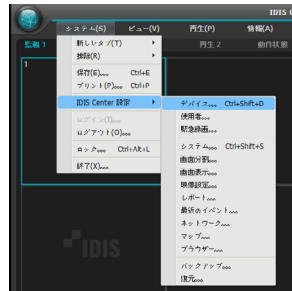 IDIS C
システム(S) ビュー(V) 再生(P) 情報(A)
監視 1 再生 2 動作状態
1
新しいタブ(T)
排除(R)
保存(E)... Ctrl+E
プリント(P)... Ctrl+P
IDIS Center 設定
ログイン(I)...
ログアウト(O)...
ロック... Ctrl+Alt+L
終了(X)...
デバイス... Ctrl+Shift+D
使用者...
緊急録画...
システム... Ctrl+Shift+S
画面分割...
画面表示...
映像設定...
レポート...
最近のイベント...
ネットワーク...
マップ...
ブラウザー...
バックアップ...
復元...
IDIS